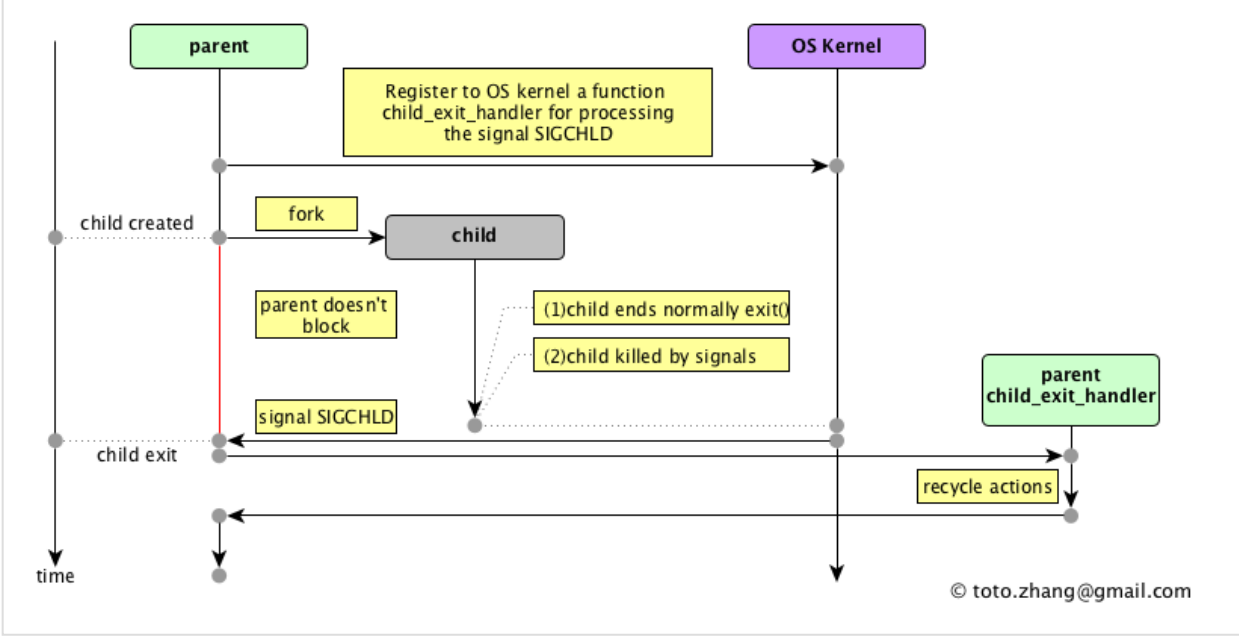 parent
OS Kernel
Register to OS kernel a function
child_exit_handler for processing
the signal SIGCHLD
child created
fork
child
parent doesn't
block
(1)child ends normally exit()
(2)child killed by signals
parent
child_exit_handler
signal SIGCHLD
child exit
recycle actions
time
© toto.zhang@gmail.com